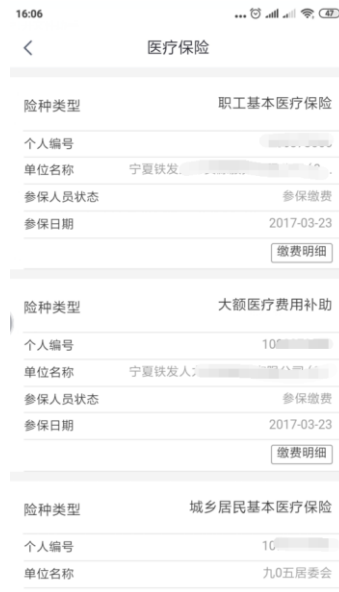 16:06
47
医疗保险
险种类型 职工基本医疗保险
个人编号
单位名称 宁夏铁发
参保人员状态 参保缴费
参保日期 2017-03-23
缴费明细
险种类型 大额医疗费用补助
个人编号 10
单位名称 宁夏铁发人力
参保人员状态 参保缴费
参保日期 2017-03-23
缴费明细
险种类型 城乡居民基本医疗保险
个人编号 10
单位名称 九0五居委会